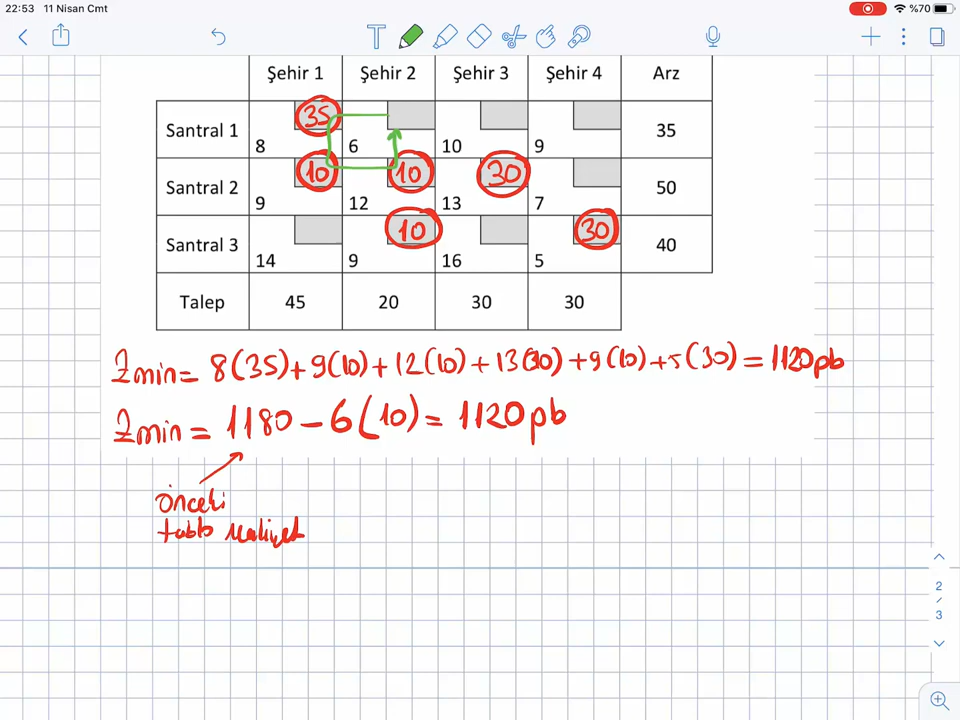 22:53 11 Nisan Cmt %70
Şehir 1 Şehir 2 Şehir 3 Şehir 4 Arz
Santral 1 8 35 6 10 9 35
Santral 2 9 10 12 10 13 30 7 50
Santral 3 14 9 10 16 5 30 40
Talep 45 20 30 30
Zmin = 8(35)+9(10)+12(10)+13(30)+9(10)+5(30)=1120pb
Zmin = 1180-6(10)=1120pb
Önceki
tablo maliyet
2
3